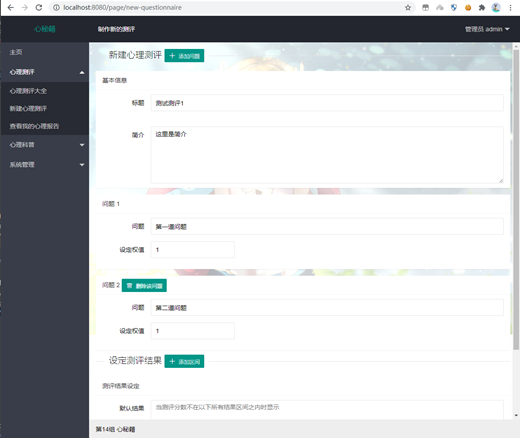 localhost:8080/page/new-questionnaire
心秘籍
制作新的测评
管理员 admin
主页
心理测评
心理测评大全
新建心理测评
查看我的心理报告
心理科普
系统管理
新建心理测评
添加问题
基本信息
标题
测试测评1
简介
这里是简介
问题 1
问题
第一道问题
设定权值
1
问题 2
删除该问题
问题
第二道问题
设定权值
1
设定测评结果
添加区间
测评结果设定
默认结果
当测评分数不在以下所有结果区间之内时显示
第14组 心秘籍